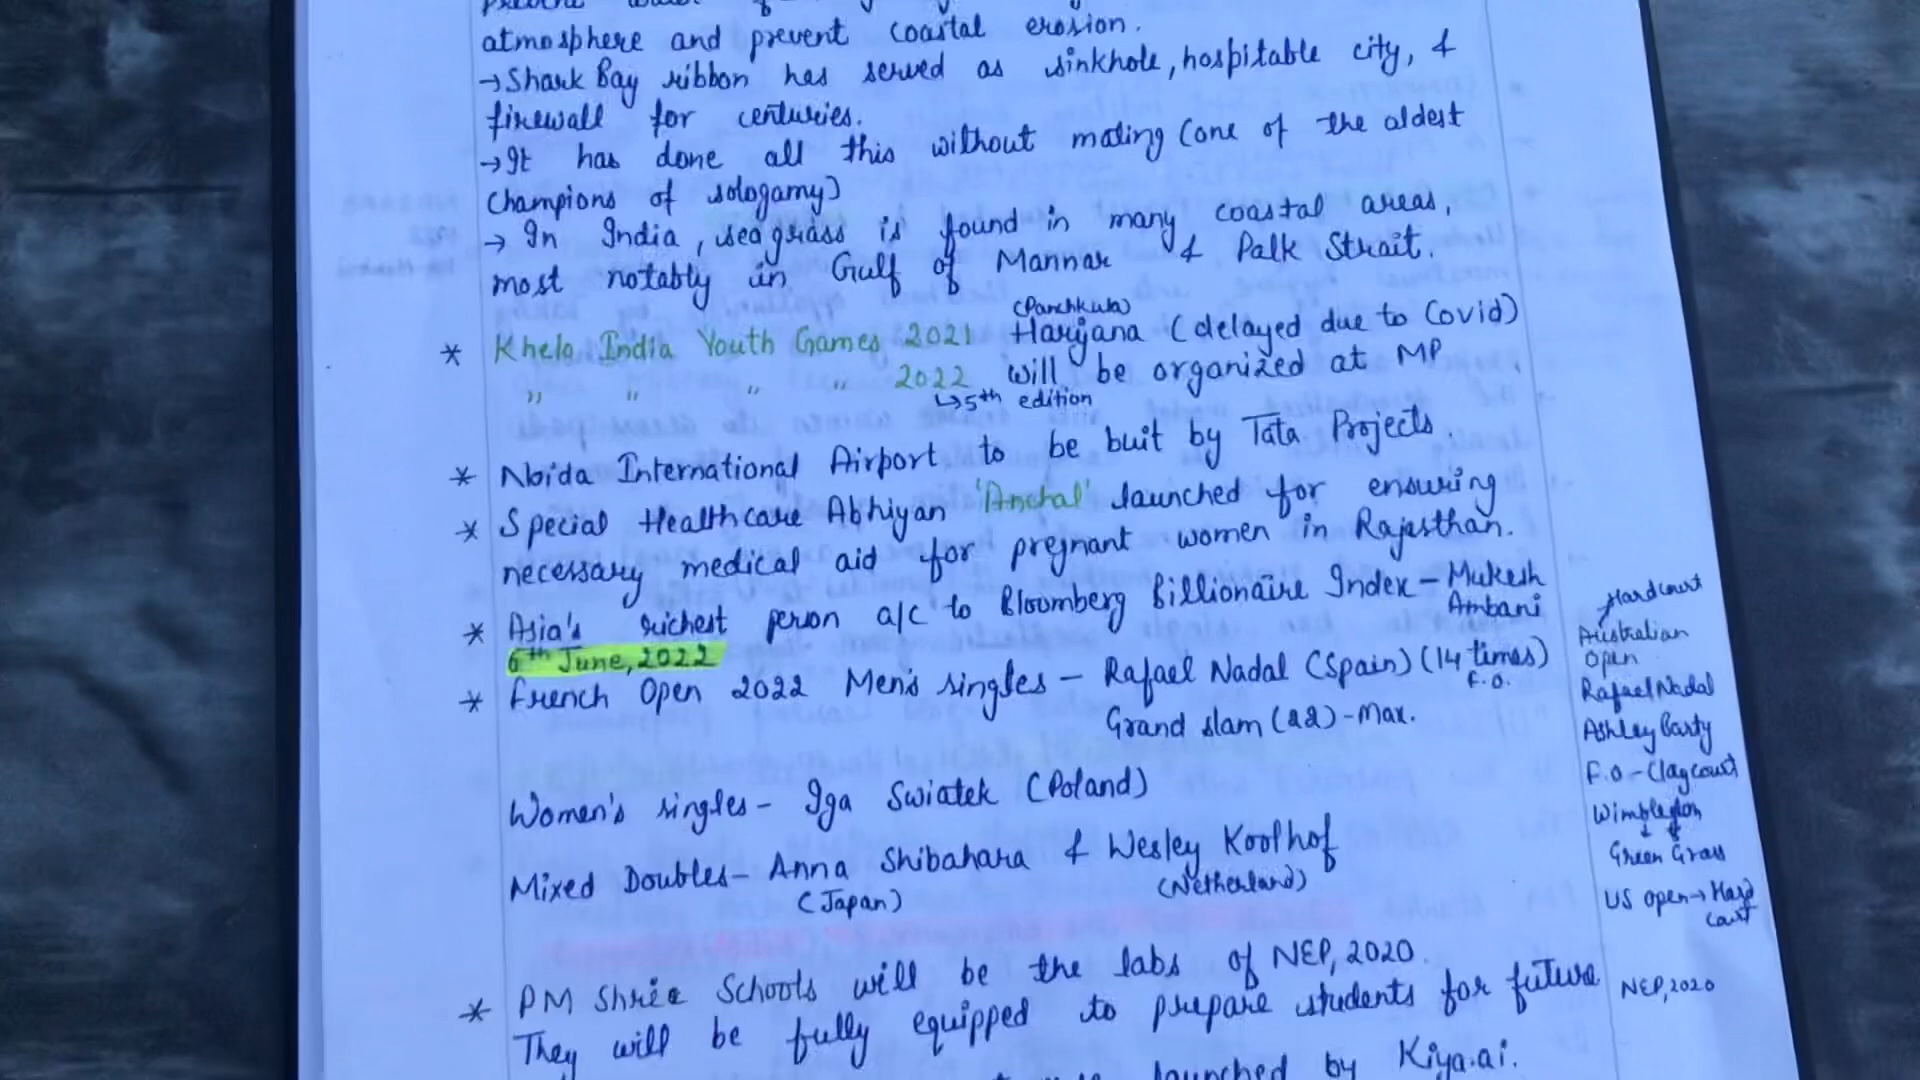 atmosphere and prevent coastal erosion.
→ Shark Bay ribbon has served as sinkhole, hospitable city, &
firewall for centuries.
→ It has done all this without mating (one of the oldest
champions of sologamy)
→ In India, seagrass is found in many coastal areas,
most notably in Gulf of Mannar & Palk Strait.
(Panchkula)
* Khelo India Youth Games 2021 Haryana (delayed due to Covid)
" " " " 2022 will be organized at MP
↳ 5th edition
* Noida International Airport to be buit by Tata Projects.
* Special Healthcare Abhiyan 'Anchal' launched for ensuring
necessary medical aid for pregnant women in Rajasthan.
* Asia's richest person a/c to Bloomberg Billionaire Index - Mukesh
Ambani
6th June, 2022
* French Open 2022 Men's singles - Rafael Nadal (Spain) (14 times)
F.O.
Grand slam (22) - Max.
Women's singles - Iga Swiatek (Poland)
Mixed Doubles - Anna Shibahara & Wesley Koolhof
(Japan) (Netherland)
* PM Shrie Schools will be the labs of NEP, 2020.
They will be fully equipped to prepare students for future
launched by Kiya.ai.
Hard court
Australian
Open
Rafael Nadal
Ashley Barty
F.O - Clay court
Wimbledon
↓
Green Grass
US open → Hard
court
NEP, 2020